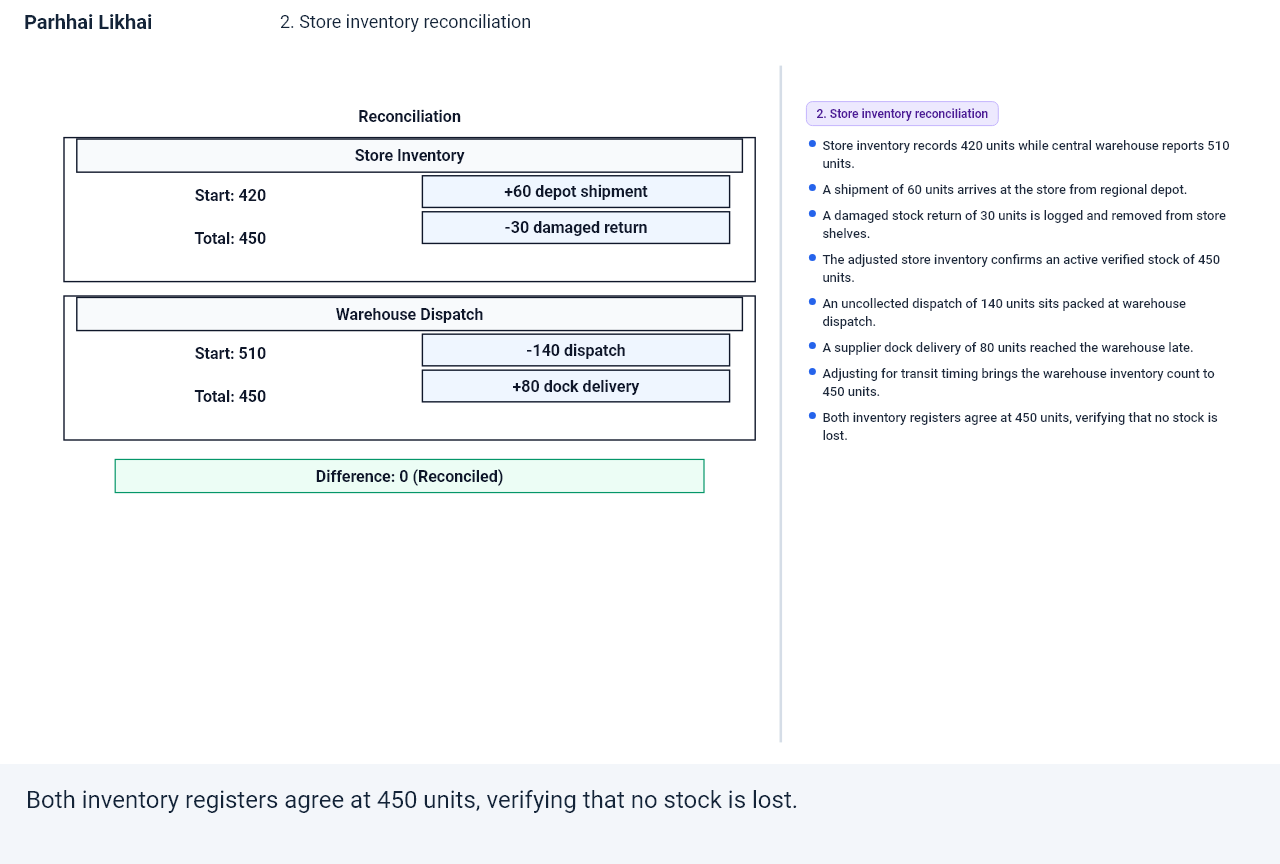 Parhhai Likhai
2. Store inventory reconciliation
Reconciliation
Store Inventory
Start: 420
+60 depot shipment
-30 damaged return
Total: 450
Warehouse Dispatch
Start: 510
-140 dispatch
+80 dock delivery
Total: 450
Difference: 0 (Reconciled)
2. Store inventory reconciliation
Store inventory records 420 units while central warehouse reports 510
units.
A shipment of 60 units arrives at the store from regional depot.
A damaged stock return of 30 units is logged and removed from store
shelves.
The adjusted store inventory confirms an active verified stock of 450
units.
An uncollected dispatch of 140 units sits packed at warehouse
dispatch.
A supplier dock delivery of 80 units reached the warehouse late.
Adjusting for transit timing brings the warehouse inventory count to
450 units.
Both inventory registers agree at 450 units, verifying that no stock is
lost.
Both inventory registers agree at 450 units, verifying that no stock is lost.